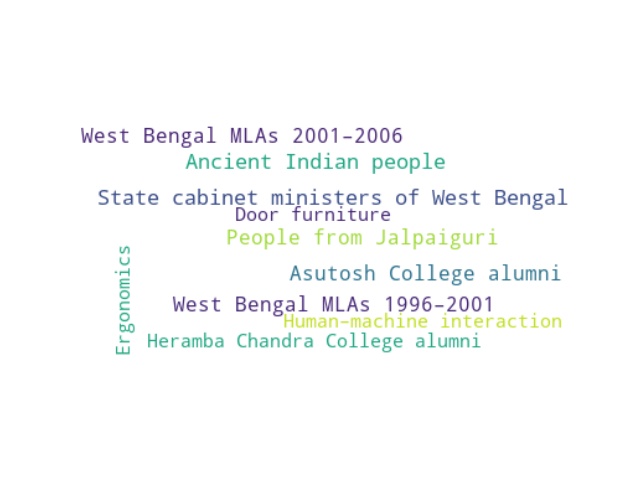 West Bengal MLAs 2001–2006
Ancient Indian people
State cabinet ministers of West Bengal
Door furniture
People from Jalpaiguri
Ergonomics
Asutosh College alumni
West Bengal MLAs 1996–2001
Human–machine interaction
Heramba Chandra College alumni